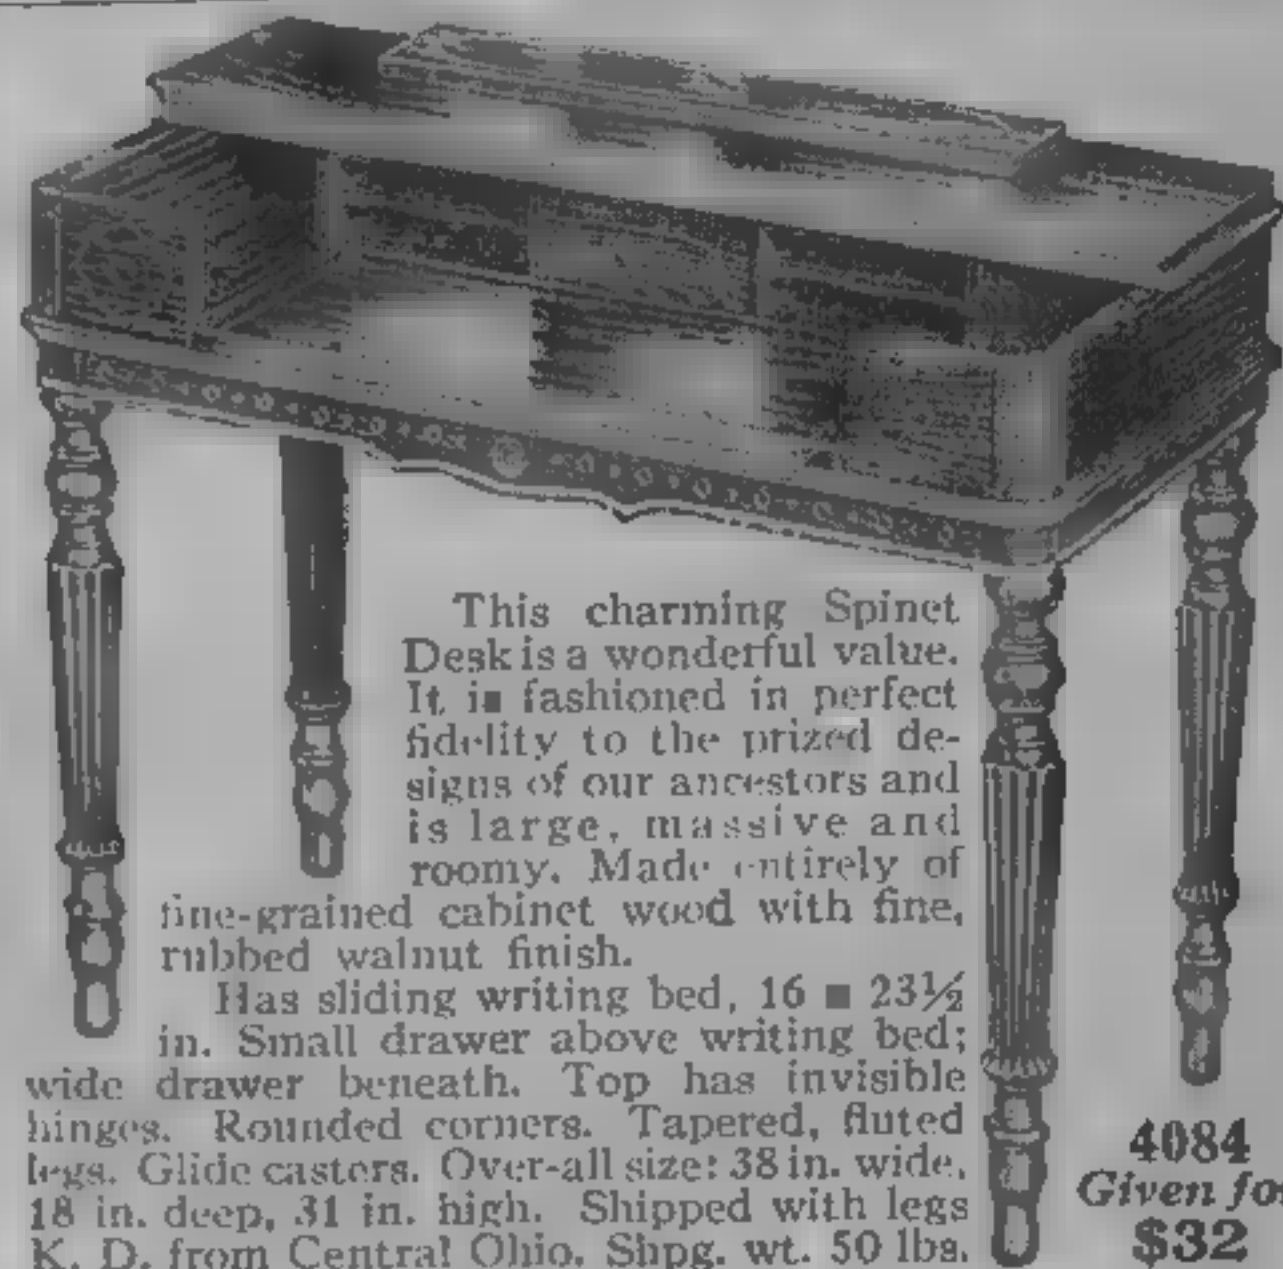 This charming Spinet
Desk is a wonderful value.
It is fashioned in perfect
fidelity to the prized de-
signs of our ancestors and
is large, massive and
roomy. Made entirely of
fine-grained cabinet wood with fine,
rubbed walnut finish.
Has sliding writing bed, 16 x 23½
in. Small drawer above writing bed;
wide drawer beneath. Top has invisible
hinges. Rounded corners. Tapered, fluted
legs. Glide casters. Over-all size: 38 in. wide,
18 in. deep, 31 in. high. Shipped with legs
K. D. from Central Ohio. Shpg. wt. 50 lbs.
4084
Given for
$32